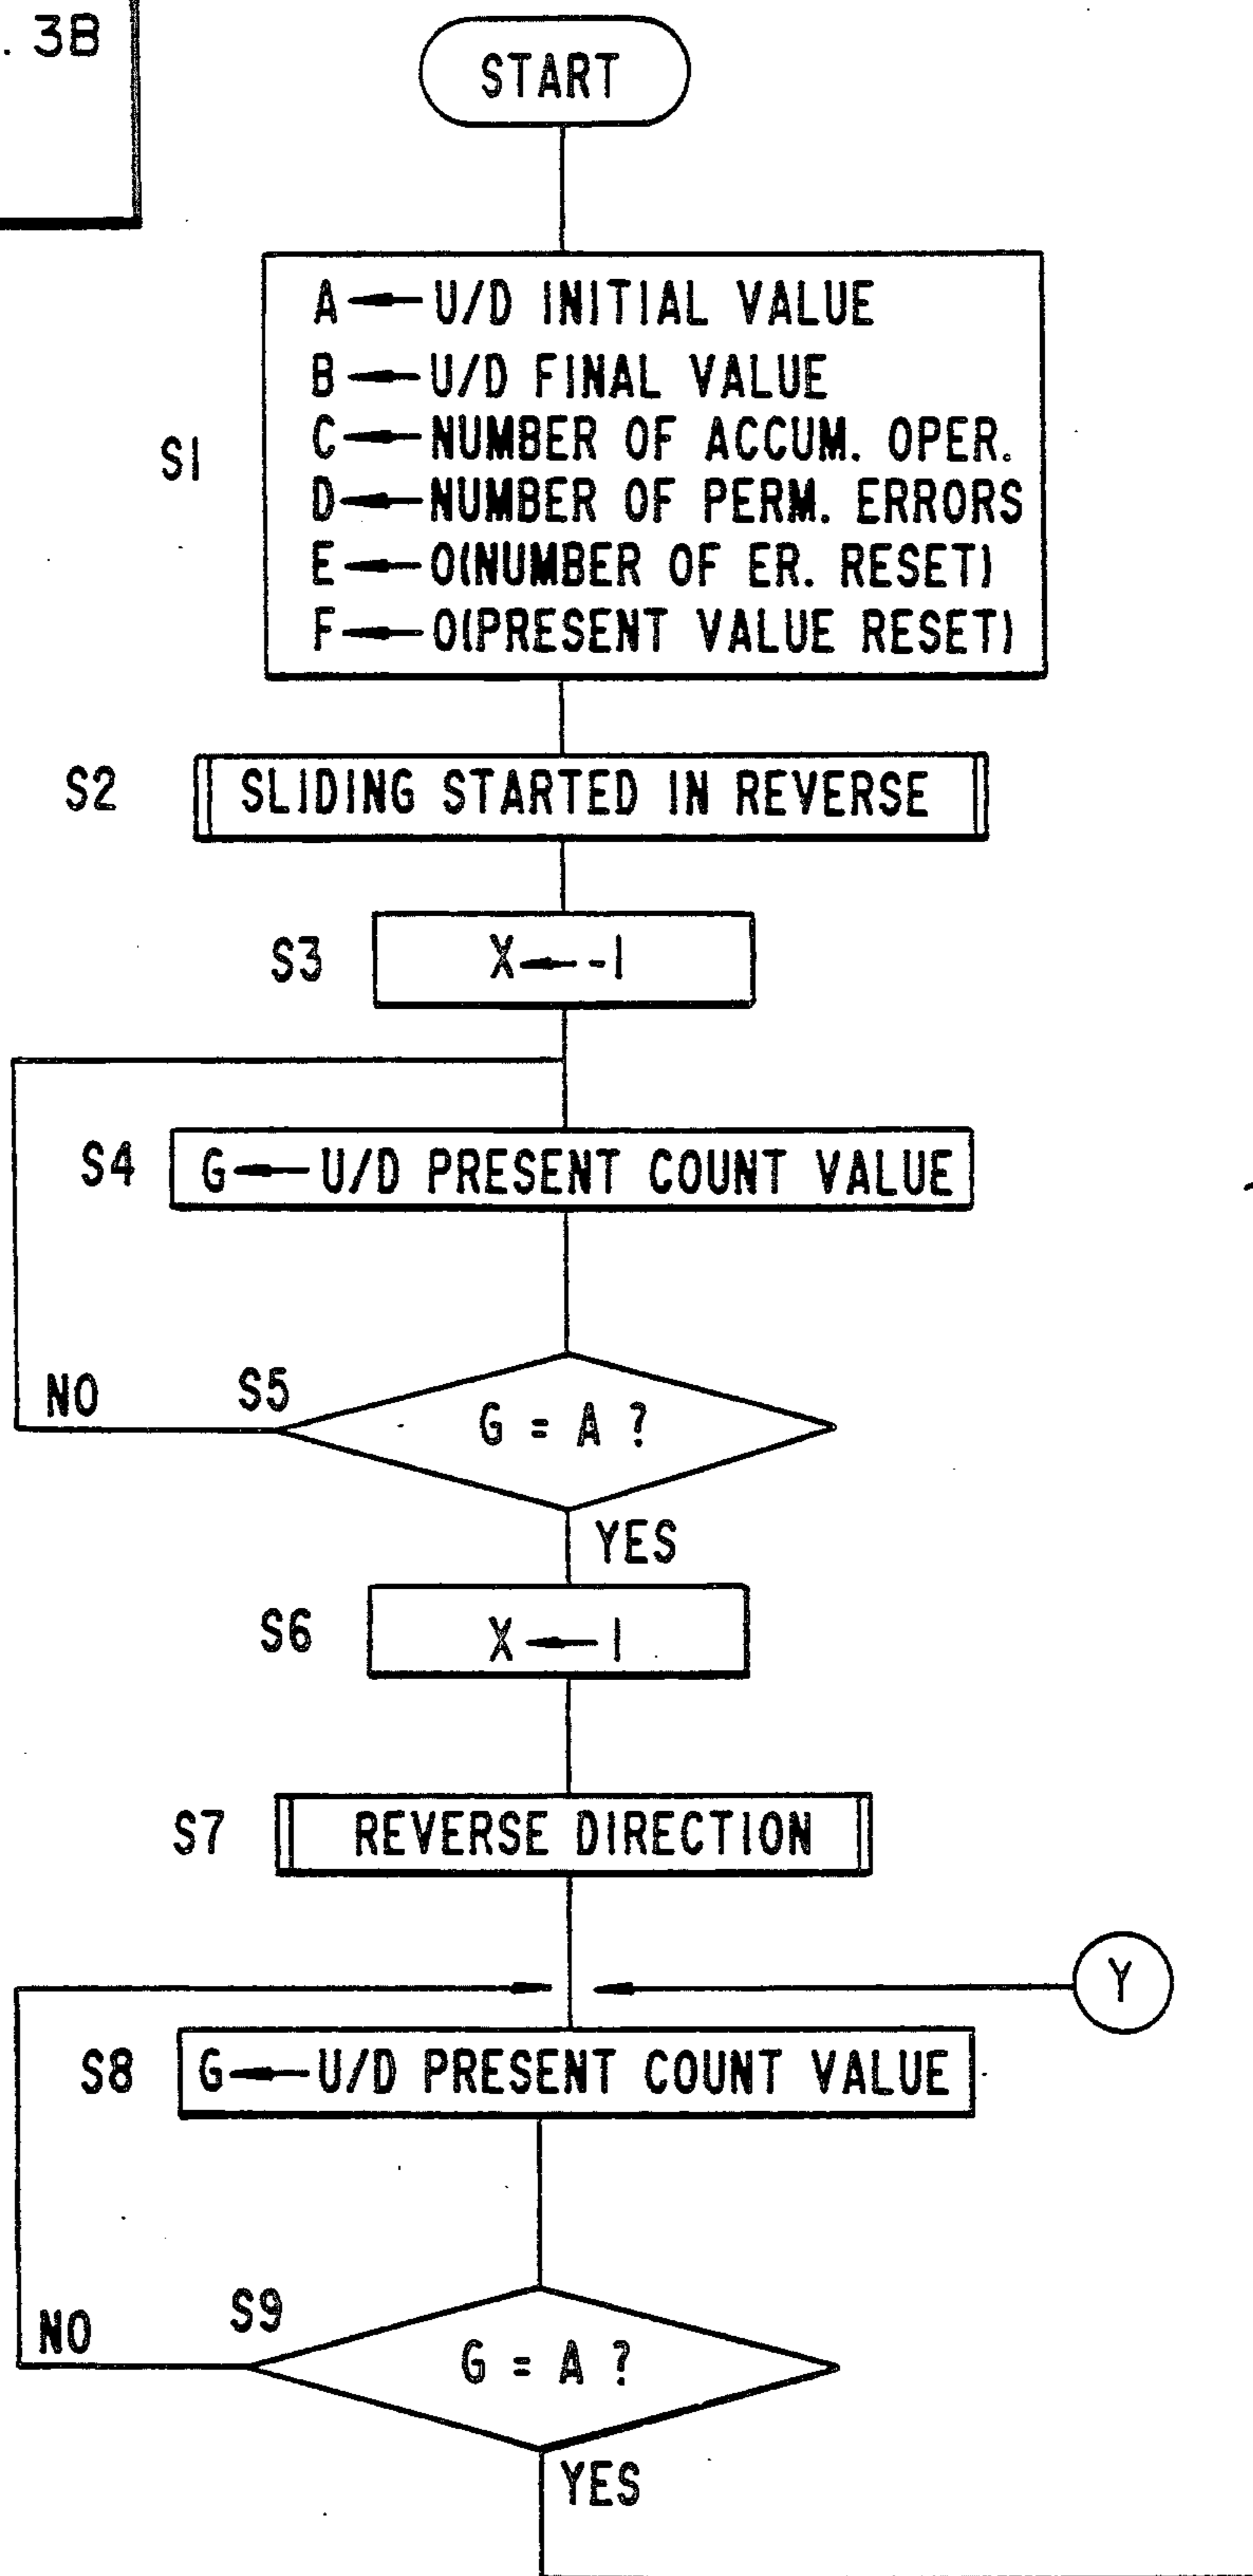 . 3B
START
S1
A ← U/D INITIAL VALUE
B ← U/D FINAL VALUE
C ← NUMBER OF ACCUM. OPER.
D ← NUMBER OF PERM. ERRORS
E ← 0(NUMBER OF ER. RESET)
F ← 0(PRESENT VALUE RESET)
S2
SLIDING STARTED IN REVERSE
S3
X ← -1
S4
G ← U/D PRESENT COUNT VALUE
NO
S5
G = A ?
YES
S6
X ← 1
S7
REVERSE DIRECTION
Y
S8
G ← U/D PRESENT COUNT VALUE
NO
S9
G = A ?
YES